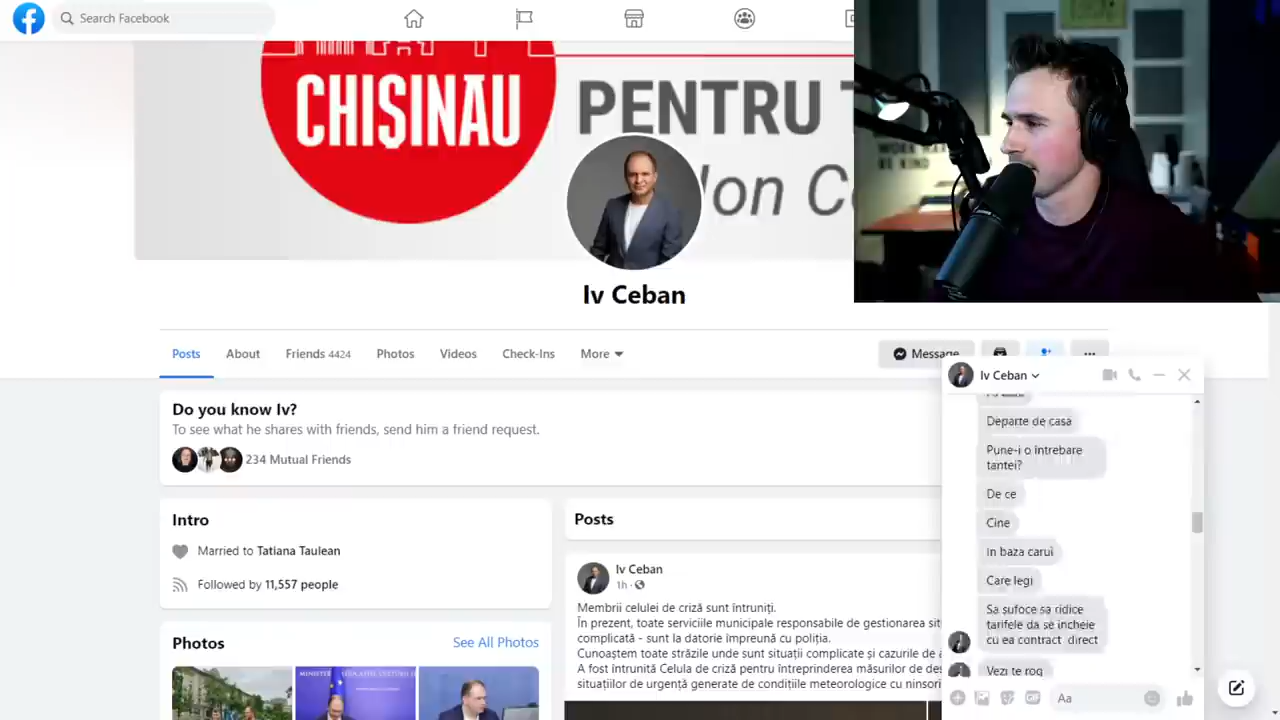 Search Facebook
CHIȘINĂU
PENTRU
Ion C
WORK HARD
BE KIND
Iv Ceban
Posts
About
Friends 4424
Photos
Videos
Check-Ins
More
Message
Iv Ceban
Do you know Iv?
To see what he shares with friends, send him a friend request.
234 Mutual Friends
Intro
Married to Tatiana Taulean
Followed by 11,557 people
Photos
See All Photos
Posts
Iv Ceban
1h
Membrii celulei de criză sunt întruniți.
În prezent, toate serviciile municipale responsabile de gestionarea sit
complicată - sunt la datorie împreună cu poliția.
Cunoaștem toate străzile unde sunt situații complicate și cazurile de
A fost întrunită Celula de criză pentru întreprinderea măsurilor de des
situațiilor de urgență generate de condițiile meteorologice cu ninsori
Departe de casa
Pune-i o întrebare
tantei?
De ce
Cine
In baza carui
Care legi
Sa sufoce sa ridice
tarifele da se incheie
cu ea contract direct
Vezi te rog
GIF
Aa